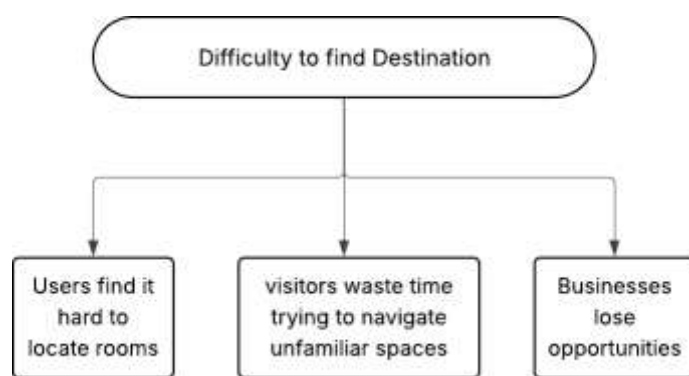 Difficulty to find Destination
Users find it
hard to
locate rooms
visitors waste time
trying to navigate
unfamiliar spaces
Businesses
lose
opportunities